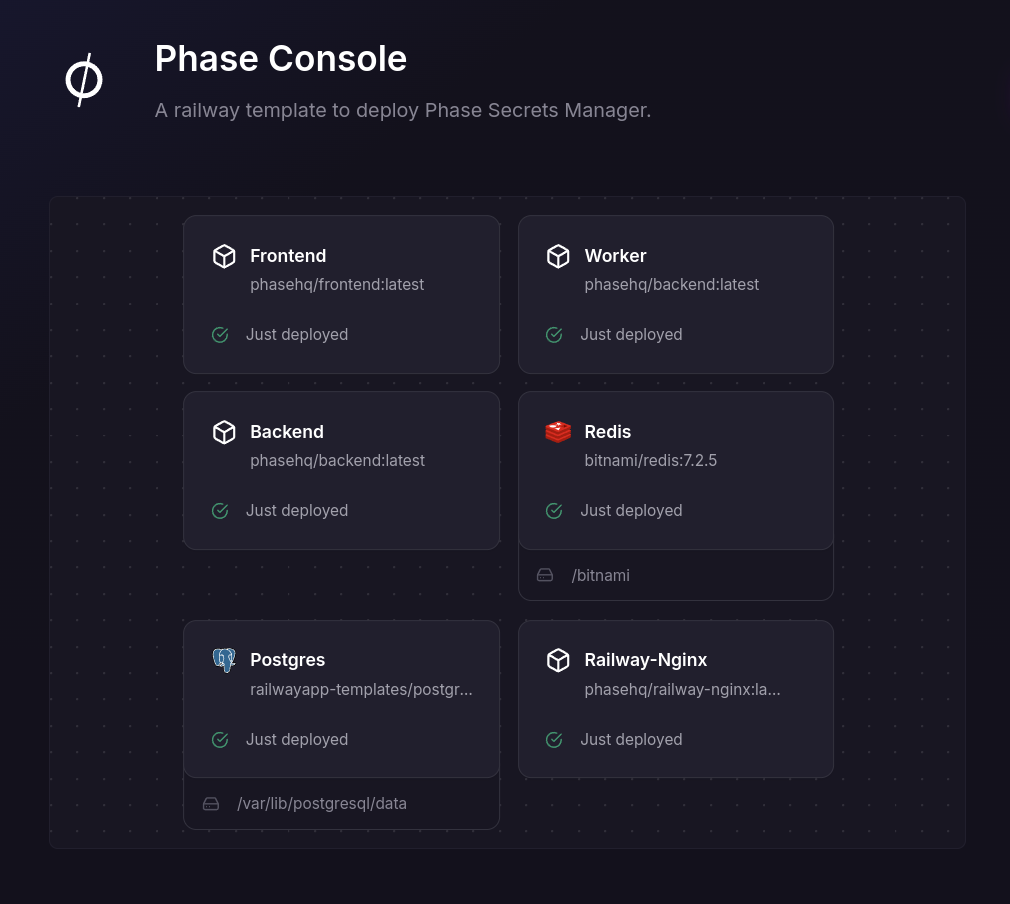 Phase Console
A railway template to deploy Phase Secrets Manager.
Frontend
phasehq/frontend:latest
Just deployed
Worker
phasehq/backend:latest
Just deployed
Backend
phasehq/backend:latest
Just deployed
Redis
bitnami/redis:7.2.5
Just deployed
/bitnami
Postgres
railwayapp-templates/postgr...
Just deployed
/var/lib/postgresql/data
Railway-Nginx
phasehq/railway-nginx:la...
Just deployed